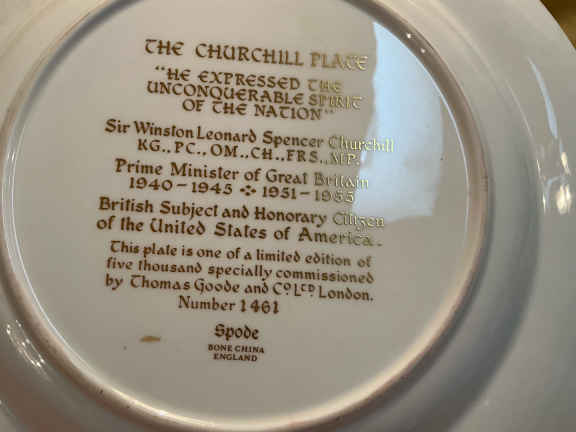 THE CHURCHILL PLATE
"HE EXPRESSED THE
UNCONQUERABLE SPIRIT
OF THE NATION"
Sir Winston Leonard Spencer Churchill
KG., PC., OM., CH., FRS., MP.
Prime Minister of Great Britain
1940-1945 ⁘ 1951-1955
British Subject and Honorary Citizen
of the United States of America.
This plate is one of a limited edition of
five thousand specially commissioned
by Thomas Goode and Co. Ltd. London.
Number 1461
Spode
BONE CHINA
ENGLAND